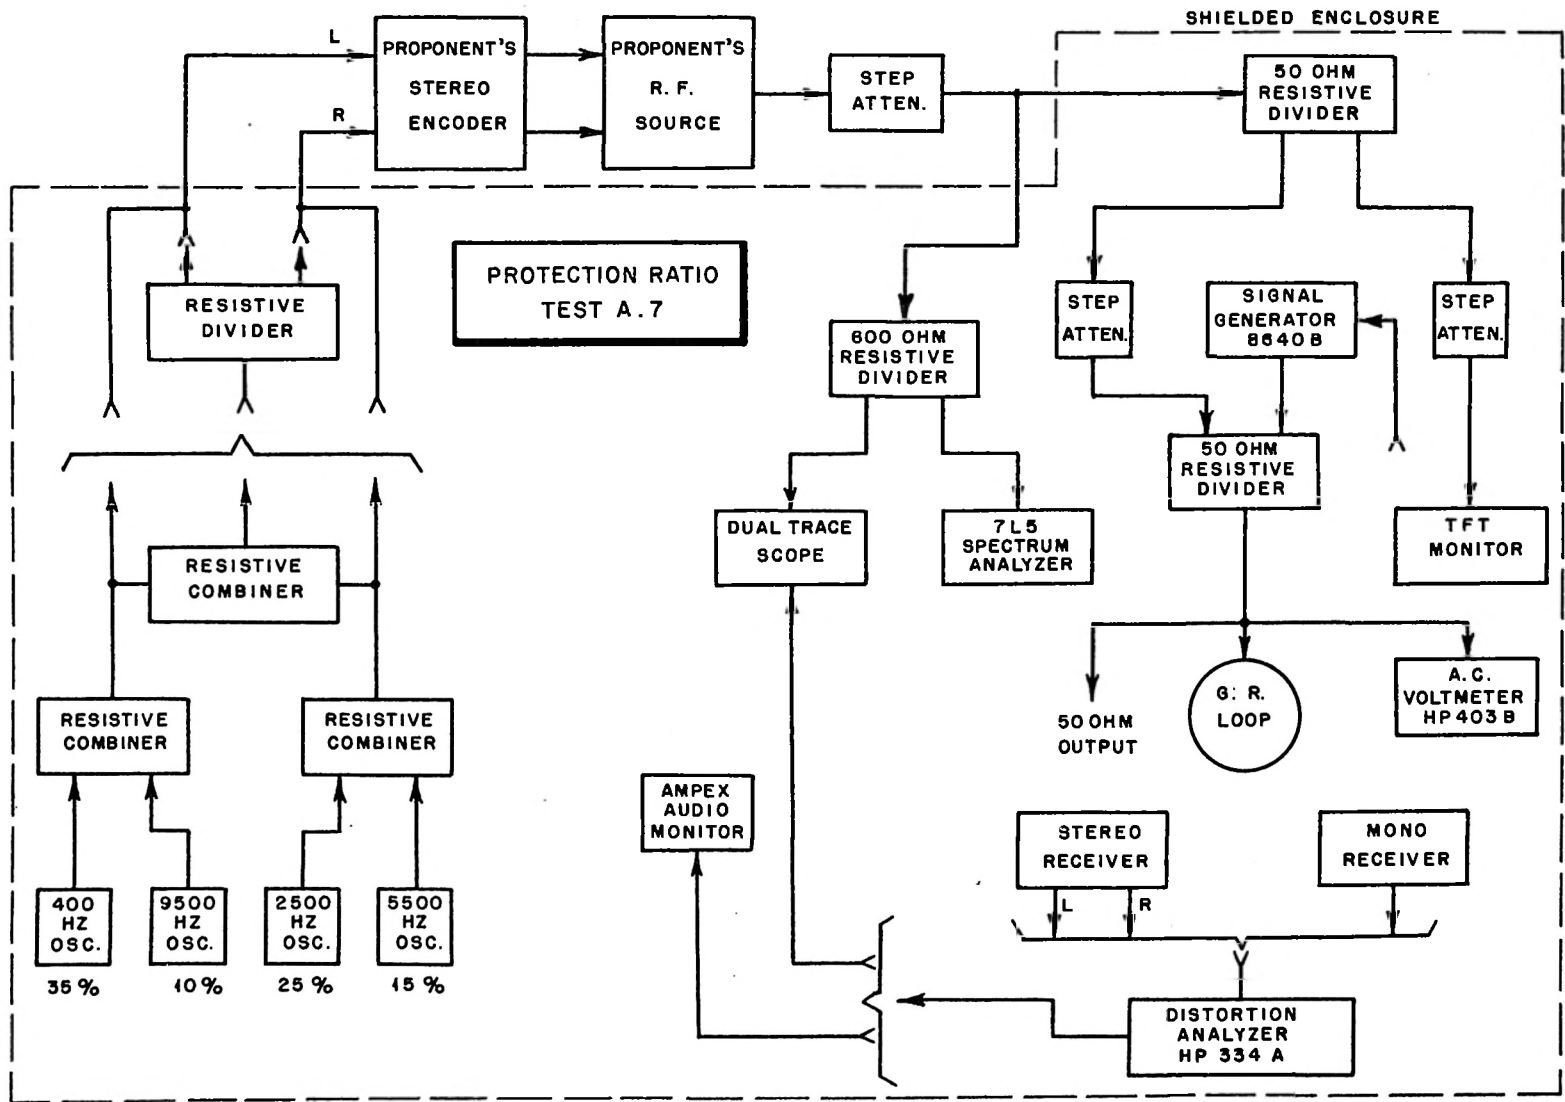 SHIELDED ENCLOSURE
L
R
PROPONENT'S
STEREO
ENCODER
PROPONENT'S
R. F.
SOURCE
STEP
ATTEN.
50 OHM
RESISTIVE
DIVIDER
RESISTIVE
DIVIDER
PROTECTION RATIO
TEST A.7
600 OHM
RESISTIVE
DIVIDER
STEP
ATTEN.
SIGNAL
GENERATOR
8640B
STEP
ATTEN.
50 OHM
RESISTIVE
DIVIDER
DUAL TRACE
SCOPE
7L5
SPECTRUM
ANALYZER
TFT
MONITOR
RESISTIVE
COMBINER
RESISTIVE
COMBINER
RESISTIVE
COMBINER
50 OHM
OUTPUT
G: R.
LOOP
A.C.
VOLTMETER
HP403B
AMPEX
AUDIO
MONITOR
STEREO
RECEIVER
MONO
RECEIVER
L
R
400
HZ
OSC.
9500
HZ
OSC.
2500
HZ
OSC.
5500
HZ
OSC.
35%
10%
25%
15%
DISTORTION
ANALYZER
HP 334 A